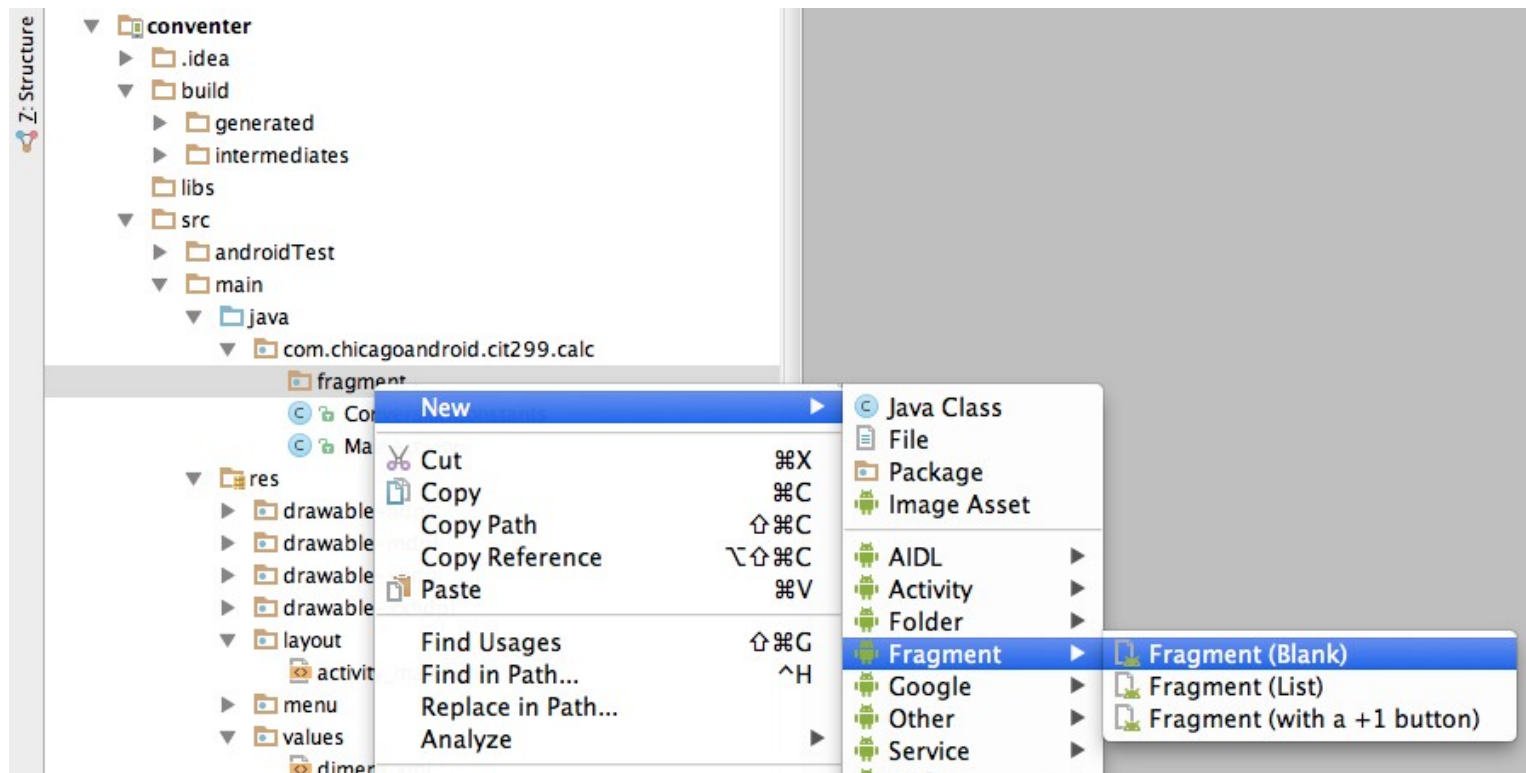 Z: Structure
conventer
.idea
build
generated
intermediates
libs
src
androidTest
main
java
com.chicagoandroid.cit299.calc
fragment
Con
Ma
res
drawable
drawable
drawable
drawable
layout
activit
menu
values
dimen
New
Cut ⌘X
Copy ⌘C
Copy Path ⇧⌘C
Copy Reference ⌥⇧⌘C
Paste ⌘V
Find Usages ⇧⌘G
Find in Path... ^H
Replace in Path...
Analyze
Java Class
File
Package
Image Asset
AIDL
Activity
Folder
Fragment
Google
Other
Service
Fragment (Blank)
Fragment (List)
Fragment (with a +1 button)